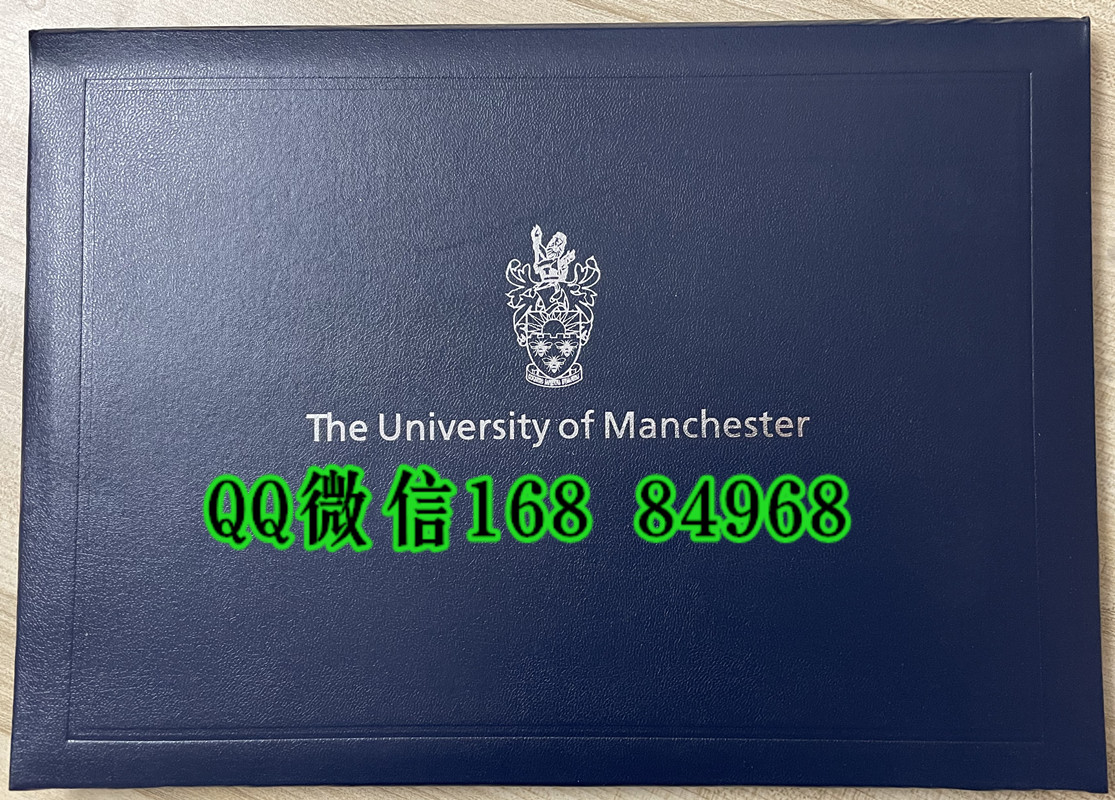 The University of Manchester
QQ微信168 84968